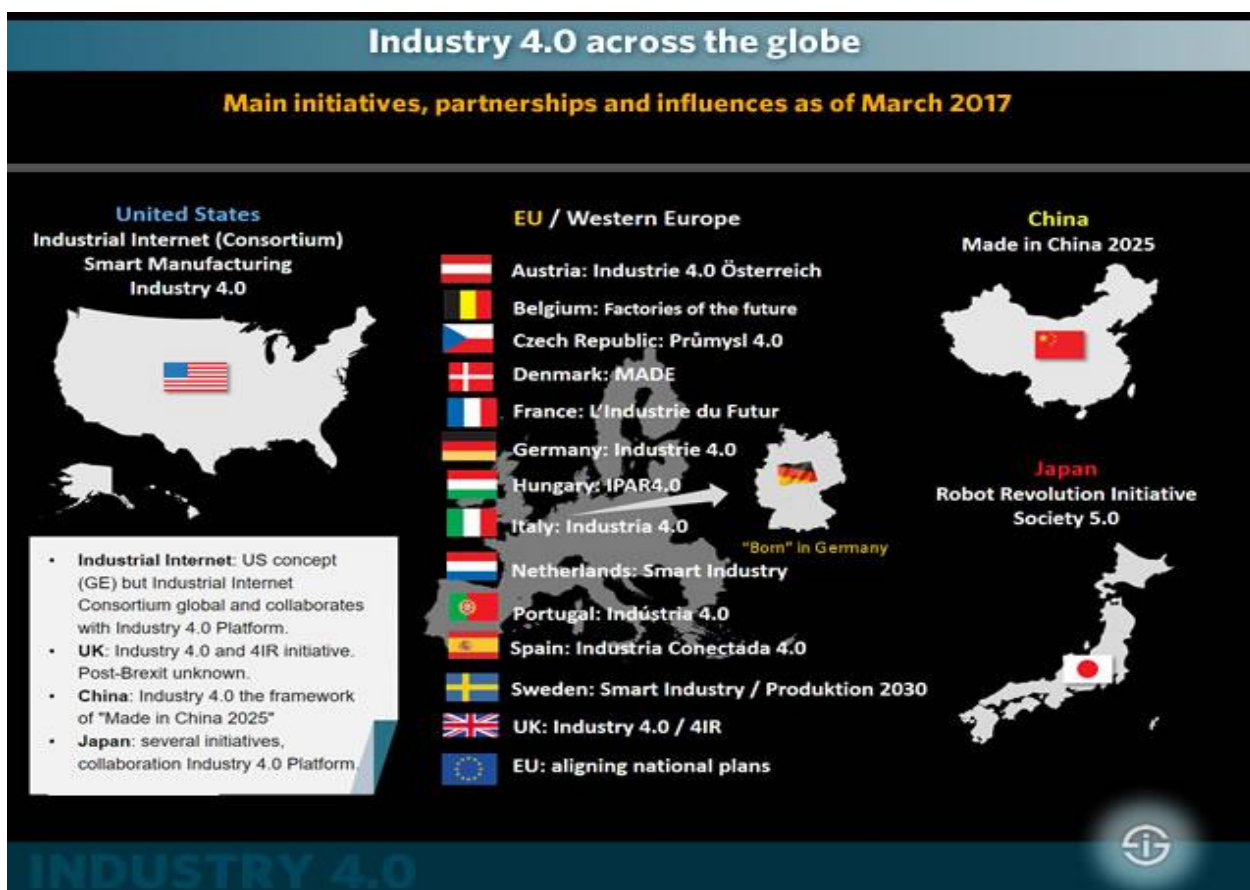 Industry 4.0 across the globe
Main initiatives, partnerships and influences as of March 2017
United States
Industrial Internet (Consortium)
Smart Manufacturing
Industry 4.0
• Industrial Internet: US concept
(GE) but Industrial Internet
Consortium global and collaborates
with Industry 4.0 Platform.
• UK: Industry 4.0 and 4IR initiative.
Post-Brexit unknown.
• China: Industry 4.0 the framework
of "Made in China 2025"
• Japan: several initiatives,
collaboration Industry 4.0 Platform.
EU / Western Europe
Austria: Industrie 4.0 Österreich
Belgium: Factories of the future
Czech Republic: Průmysl 4.0
Denmark: MADE
France: L'Industrie du Futur
Germany: Industrie 4.0
Hungary: IPAR4.0
Italy: Industria 4.0
Netherlands: Smart Industry
Portugal: Indústria 4.0
Spain: Industria Conectada 4.0
Sweden: Smart Industry / Produktion 2030
UK: Industry 4.0 / 4IR
EU: aligning national plans
"Born" in Germany
China
Made in China 2025
Japan
Robot Revolution Initiative
Society 5.0
INDUSTRY 4.0